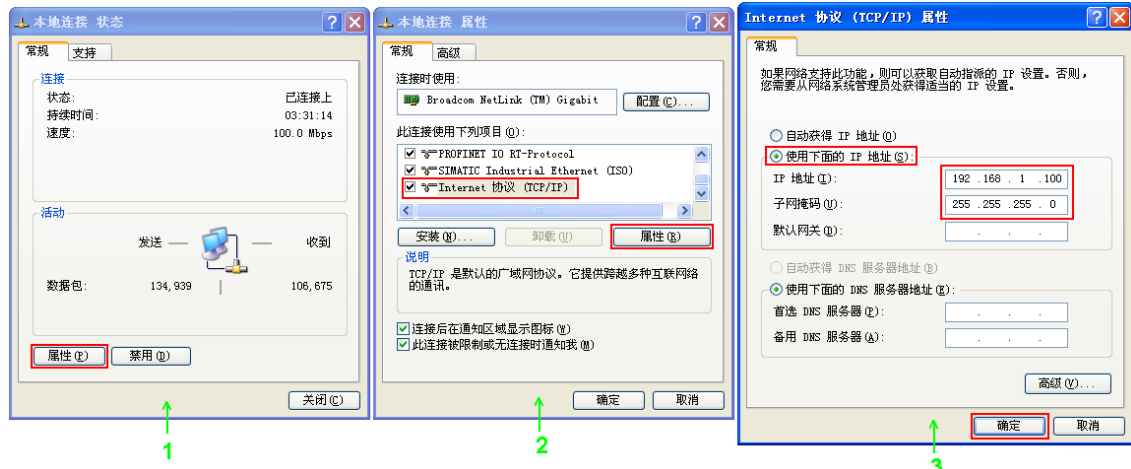 本地连接 状态
常规 支持
连接
状态: 已连接上
持续时间: 03:31:14
速度: 100.0 Mbps
活动
发送 — — 收到
数据包: 134,939 106,675
属性(P) 禁用(D)
关闭(C)
1
本地连接 属性
常规 高级
连接时使用:
Broadcom NetLink (TM) Gigabit 配置(C)...
此连接使用下列项目(O):
PROFINET IO RT-Protocol
SIMATIC Industrial Ethernet (ISO)
Internet 协议 (TCP/IP)
安装(N)... 卸载(U) 属性(R)
说明
TCP/IP 是默认的广域网协议。它提供跨越多种互联网络
的通讯。
连接后在通知区域显示图标(W)
此连接被限制或无连接时通知我(M)
确定 取消
2
Internet 协议 (TCP/IP) 属性
常规
如果网络支持此功能,则可以获取自动指派的 IP 设置。否则,
您需要从网络系统管理员处获得适当的 IP 设置。
自动获得 IP 地址(O)
使用下面的 IP 地址(S):
IP 地址(I): 192 .168 . 1 .100
子网掩码(U): 255 .255 .255 . 0
默认网关(D): . . .
自动获得 DNS 服务器地址(B)
使用下面的 DNS 服务器地址(E):
首选 DNS 服务器(P): . . .
备用 DNS 服务器(A): . . .
高级(V)...
确定 取消
3